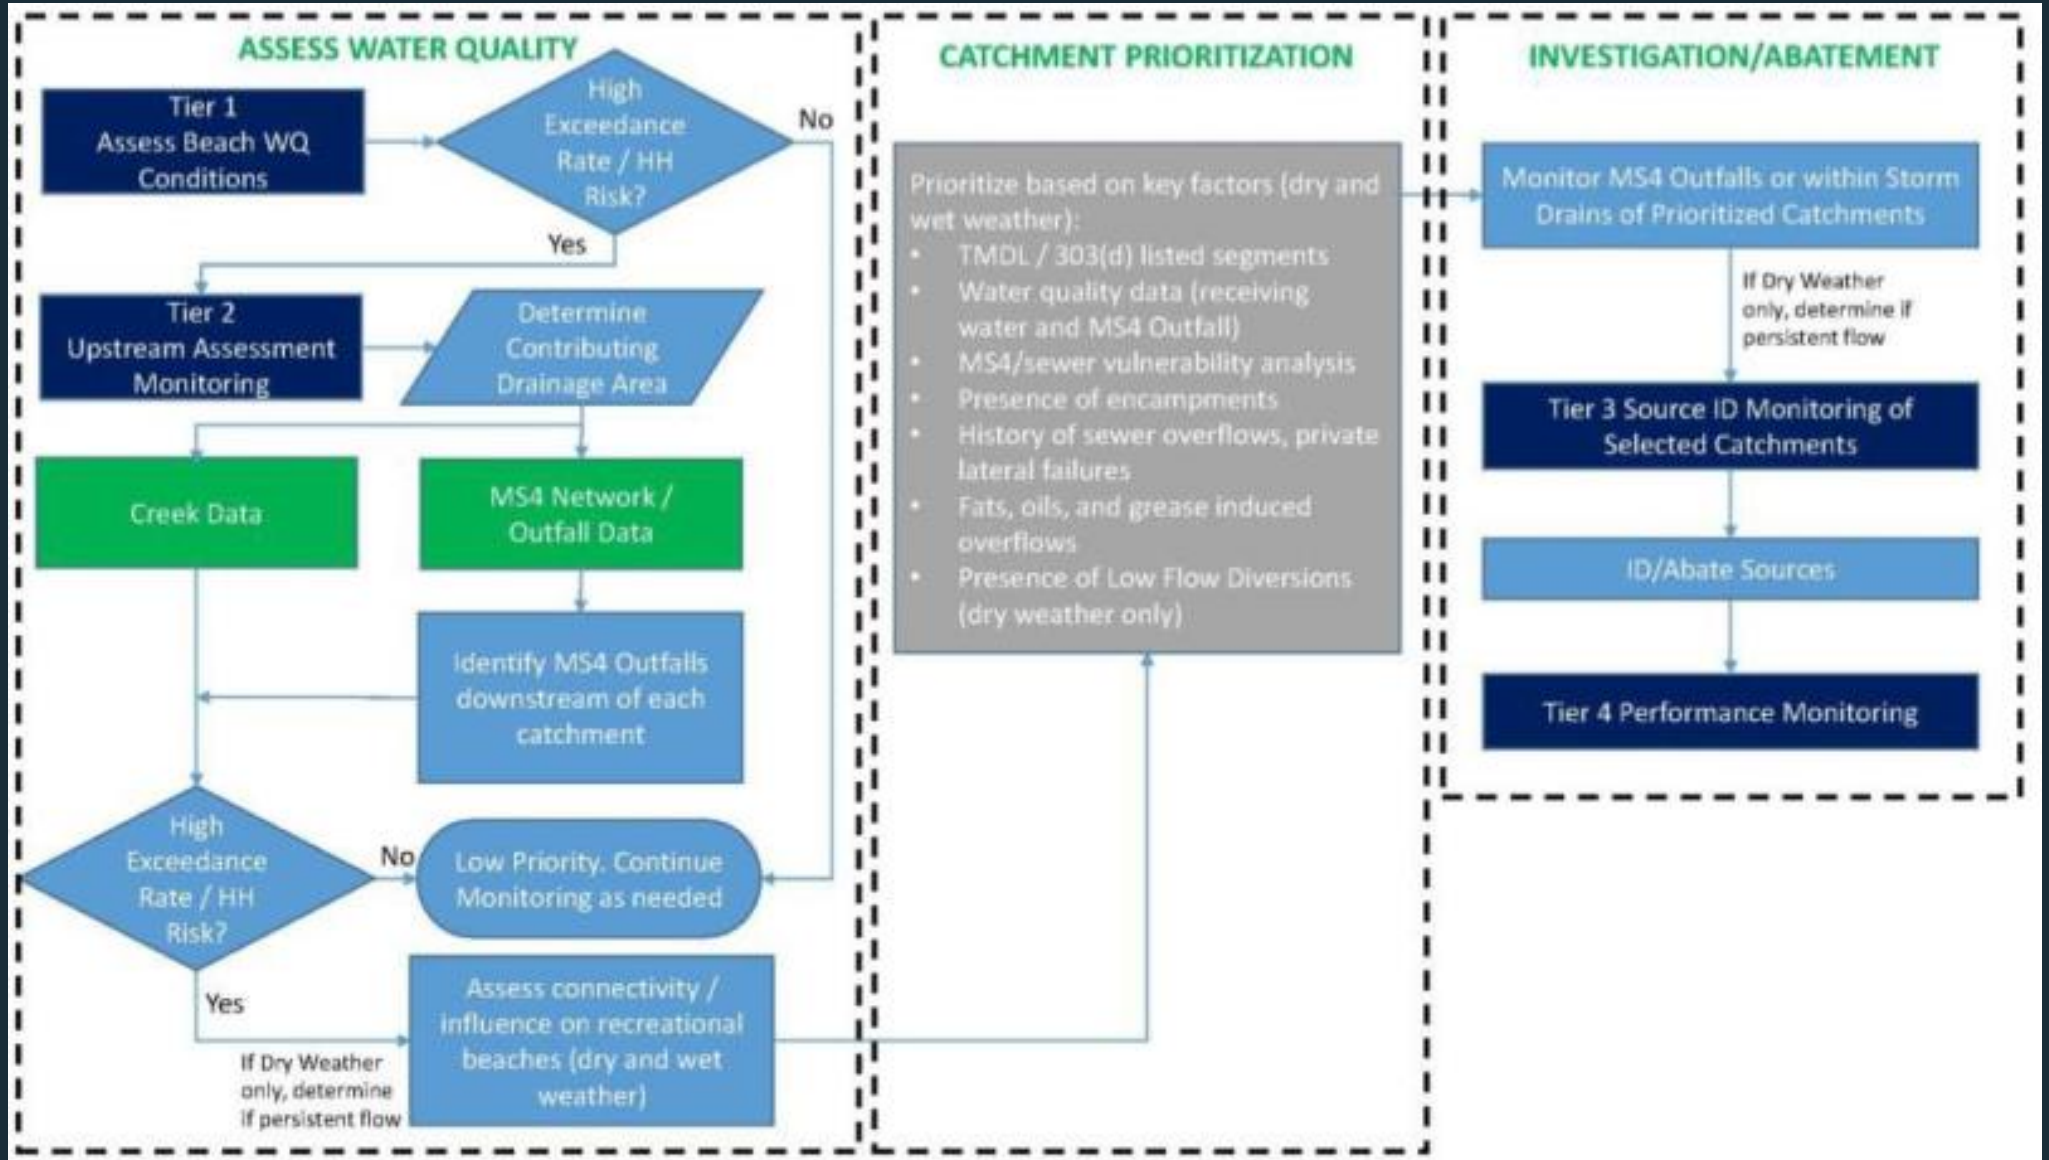 ASSESS WATER QUALITY
Tier 1
Assess Beach WQ
Conditions
High
Exceedance
Rate / HH
Risk?
No
Yes
Tier 2
Upstream Assessment
Monitoring
Determine
Contributing
Drainage Area
Creek Data
MS4 Network /
Outfall Data
Identify MS4 Outfalls
downstream of each
catchment
High
Exceedance
Rate / HH
Risk?
No
Low Priority. Continue
Monitoring as needed
Yes
If Dry Weather
only, determine
if persistent flow
Assess connectivity /
influence on recreational
beaches (dry and wet
weather)
CATCHMENT PRIORITIZATION
Prioritize based on key factors (dry and
wet weather):
• TMDL / 303(d) listed segments
• Water quality data (receiving
water and MS4 Outfall)
• MS4/sewer vulnerability analysis
• Presence of encampments
• History of sewer overflows, private
lateral failures
• Fats, oils, and grease induced
overflows
• Presence of Low Flow Diversions
(dry weather only)
INVESTIGATION/ABATEMENT
Monitor MS4 Outfalls or within Storm
Drains of Prioritized Catchments
If Dry Weather
only, determine if
persistent flow
Tier 3 Source ID Monitoring of
Selected Catchments
ID/Abate Sources
Tier 4 Performance Monitoring